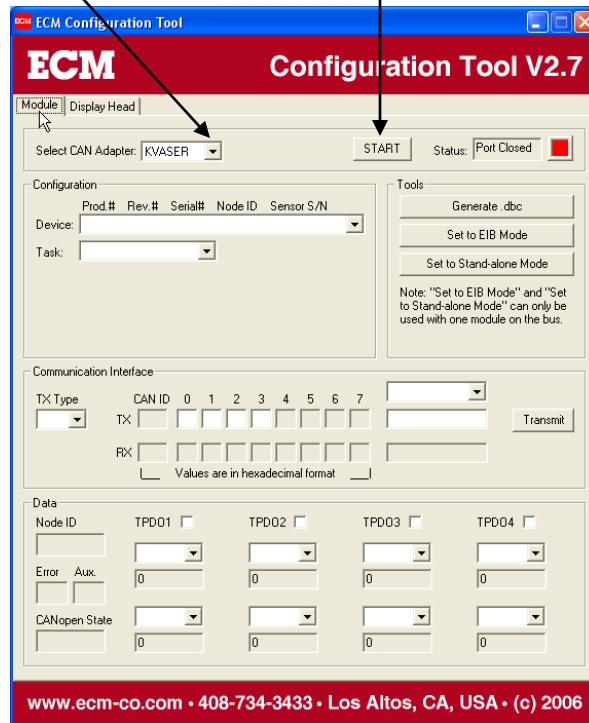 ECM ECM Configuration Tool
ECM Configuration Tool V2.7
Module Display Head
Select CAN Adapter: KVASER START Status: Port Closed
Configuration
Prod.# Rev.# Serial# Node ID Sensor S/N
Device:
Task:
Tools
Generate .dbc
Set to EIB Mode
Set to Stand-alone Mode
Note: "Set to EIB Mode" and "Set
to Stand-alone Mode" can only be
used with one module on the bus.
Communication Interface
TX Type CAN ID 0 1 2 3 4 5 6 7
TX Transmit
RX
Values are in hexadecimal format
Data
Node ID TPDO1 TPDO2 TPDO3 TPDO4
Error Aux. 0 0 0 0
CANopen State
0 0 0 0
www.ecm-co.com • 408-734-3433 • Los Altos, CA, USA • (c) 2006